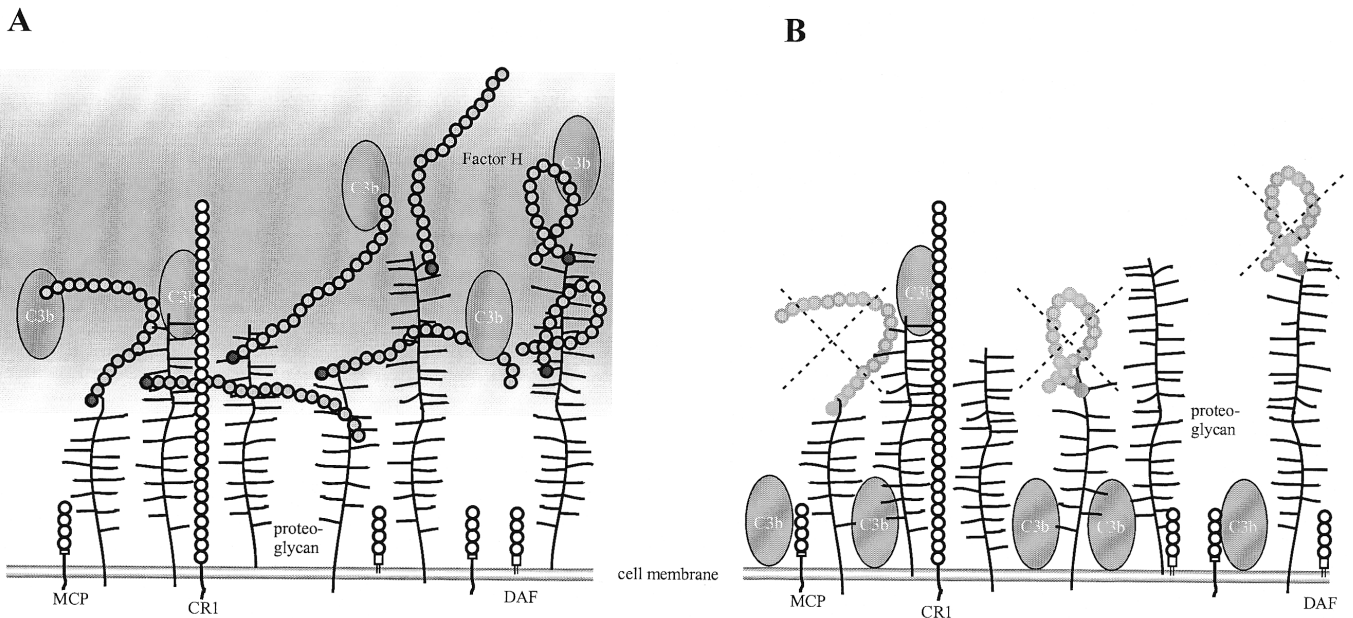 A
B
Factor H
C3b
C3b
C3b
C3b
C3b
C3b
proteo-
glycan
proteo-
glycan
C3b
C3b
C3b
C3b
C3b
cell membrane
MCP
CR1
DAF
MCP
CR1
DAF